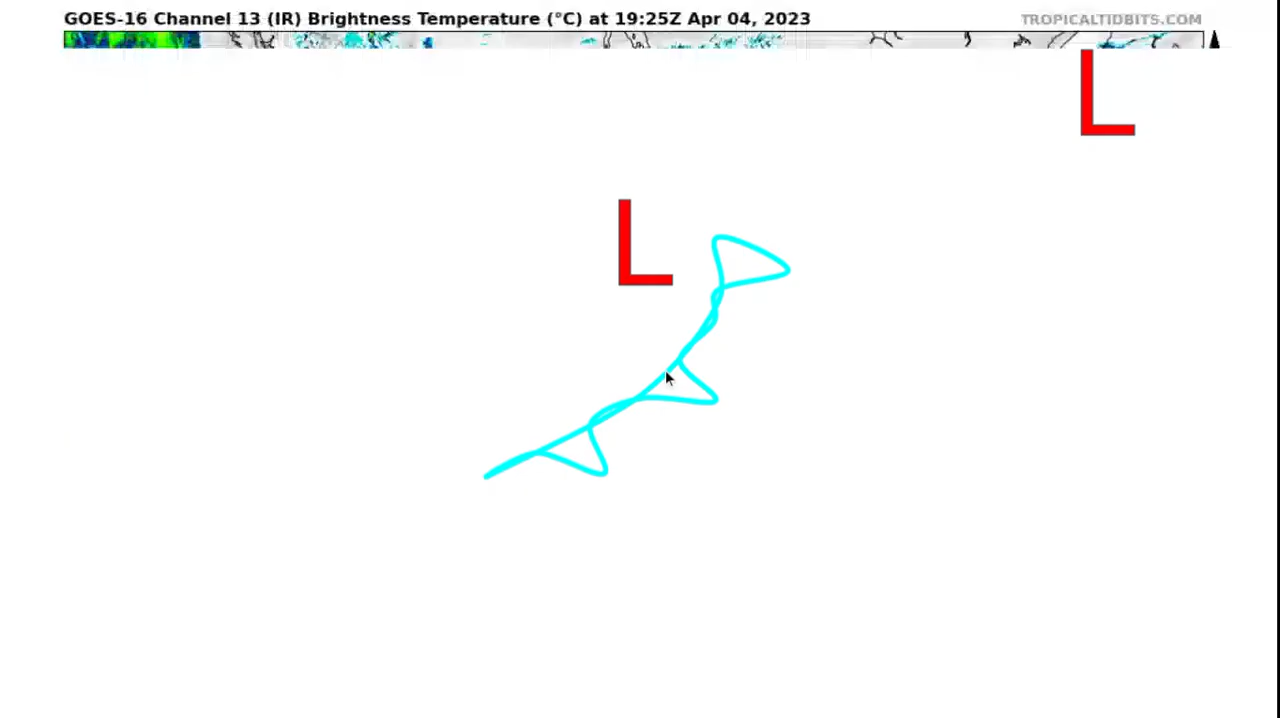 GOES-16 Channel 13 (IR) Brightness Temperature (°C) at 19:25Z Apr 04, 2023
TROPICALTIDBITS.COM
L
L